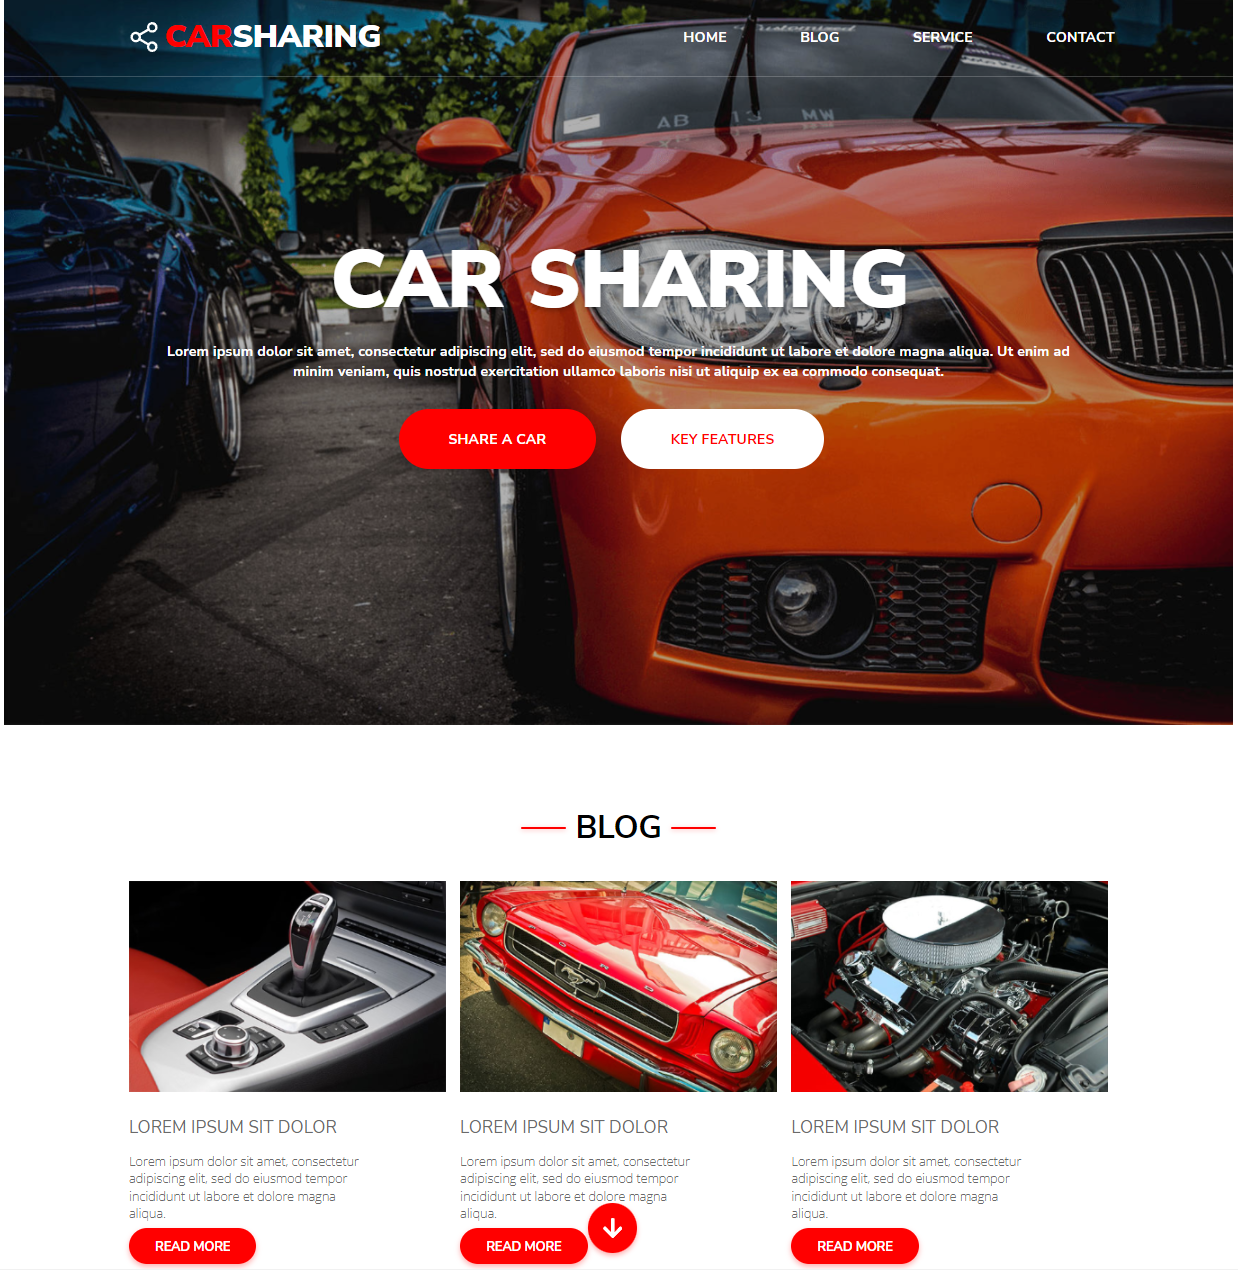 CARSHARING
HOME BLOG SERVICE CONTACT
AB 13 MW
CAR SHARING
Lorem ipsum dolor sit amet, consectetur adipiscing elit, sed do eiusmod tempor incididunt ut labore et dolore magna aliqua. Ut enim ad
minim veniam, quis nostrud exercitation ullamco laboris nisi ut aliquip ex ea commodo consequat.
SHARE A CAR KEY FEATURES
BLOG
FORD
LOREM IPSUM SIT DOLOR
Lorem ipsum dolor sit amet, consectetur
adipiscing elit, sed do eiusmod tempor
incididunt ut labore et dolore magna
aliqua.
READ MORE
LOREM IPSUM SIT DOLOR
Lorem ipsum dolor sit amet, consectetur
adipiscing elit, sed do eiusmod tempor
incididunt ut labore et dolore magna
aliqua.
READ MORE
LOREM IPSUM SIT DOLOR
Lorem ipsum dolor sit amet, consectetur
adipiscing elit, sed do eiusmod tempor
incididunt ut labore et dolore magna
aliqua.
READ MORE